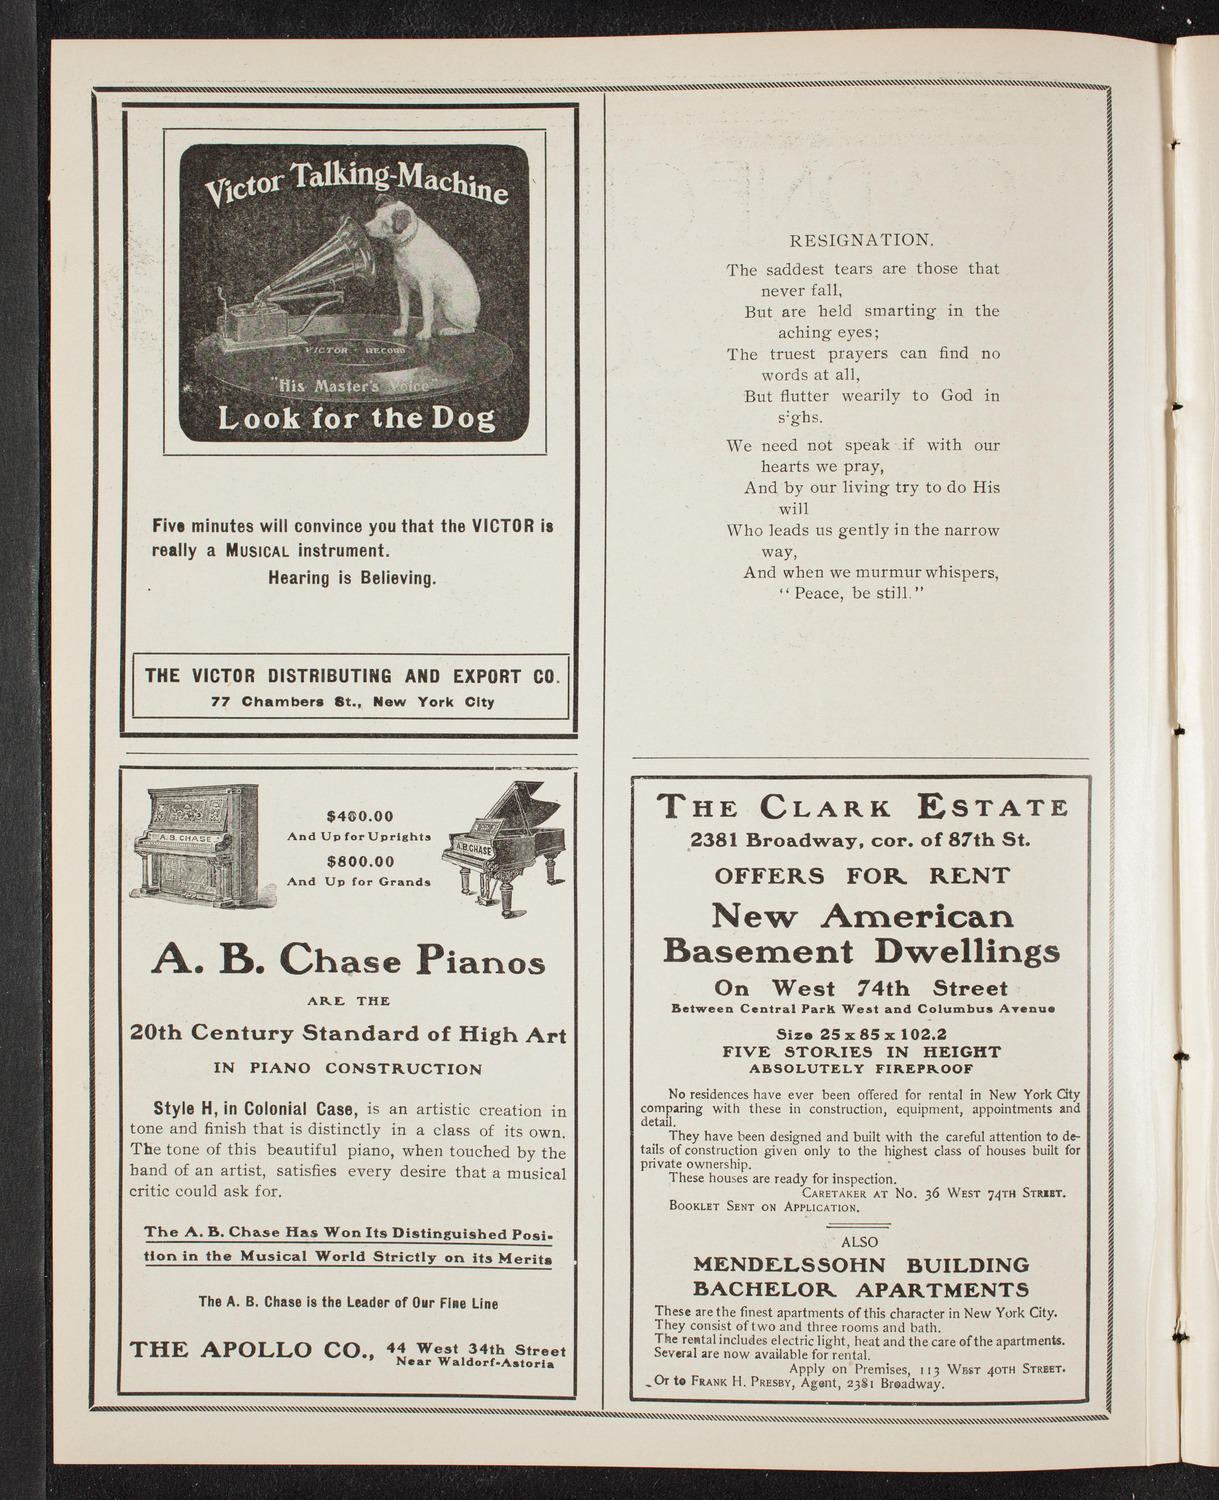 Victor Talking-Machine
VICTOR RECORD
"His Master's Voice"
Look for the Dog
Five minutes will convince you that the VICTOR is
really a MUSICAL instrument.
Hearing is Believing.
THE VICTOR DISTRIBUTING AND EXPORT CO.
77 Chambers St., New York City
A.B.CHASE
$400.00
And Up for Uprights
$800.00
And Up for Grands
A.B.CHASE
A. B. Chase Pianos
ARE THE
20th Century Standard of High Art
IN PIANO CONSTRUCTION
Style H, in Colonial Case, is an artistic creation in
tone and finish that is distinctly in a class of its own.
The tone of this beautiful piano, when touched by the
hand of an artist, satisfies every desire that a musical
critic could ask for.
The A. B. Chase Has Won Its Distinguished Posi-
tion in the Musical World Strictly on its Merits
The A. B. Chase is the Leader of Our Fine Line
THE APOLLO CO., 44 West 34th Street
Near Waldorf-Astoria
RESIGNATION.
The saddest tears are those that
never fall,
But are held smarting in the
aching eyes;
The truest prayers can find no
words at all,
But flutter wearily to God in
sighs.
We need not speak if with our
hearts we pray,
And by our living try to do His
will
Who leads us gently in the narrow
way,
And when we murmur whispers,
"Peace, be still."
THE CLARK ESTATE
2381 Broadway, cor. of 87th St.
OFFERS FOR RENT
New American
Basement Dwellings
On West 74th Street
Between Central Park West and Columbus Avenue
Size 25 x 85 x 102.2
FIVE STORIES IN HEIGHT
ABSOLUTELY FIREPROOF
No residences have ever been offered for rental in New York City
comparing with these in construction, equipment, appointments and
detail.
They have been designed and built with the careful attention to de-
tails of construction given only to the highest class of houses built for
private ownership.
These houses are ready for inspection.
CARETAKER AT NO. 36 WEST 74TH STREET.
BOOKLET SENT ON APPLICATION.
ALSO
MENDELSSOHN BUILDING
BACHELOR APARTMENTS
These are the finest apartments of this character in New York City.
They consist of two and three rooms and bath.
The rental includes electric light, heat and the care of the apartments.
Several are now available for rental.
Apply on Premises, 113 WEST 40TH STREET.
Or to FRANK H. PRESBY, Agent, 2381 Broadway.